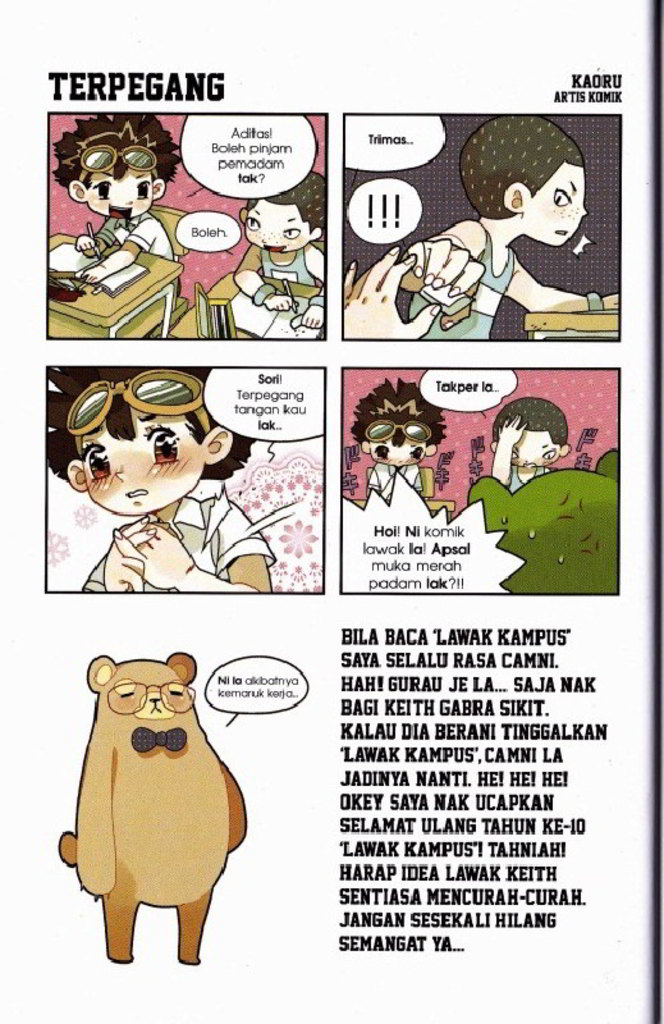 TERPEGANG
KAORU
ARTIS KOMIK
Aditlas!
Boleh pinjam
pemadam
tak?
Boleh.
Trlimas...
!!!
Sori!
Terpegang
tangan lkau
lak..
Takper la...
Hoi! Ni komik
lawak lla! Apsal
muka merah
padam lak?!!
Ni la akibatnya
kemaruk kerja..
BILA BACA 'LAWAK KAMPUS'
SAYA SELALU RASA CAMNI.
HAH! GURAU JE LA... SAJA NAK
BAGI KEITH GABRA SIKIT.
KALAU DIA BERANI TINGGALKAN
'LAWAK KAMPUS', CAMNI LA
JADINYA NANTI. HE! HE! HE!
OKEY SAYA NAK UCAPKAN
SELAMAT ULANG TAHUN KE-10
'LAWAK KAMPUS'! TAHNIAH!
HARAP IDEA LAWAK KEITH
SENTIASA MENCURAH-CURAH.
JANGAN SESEKALI HILANG
SEMANGAT YA...